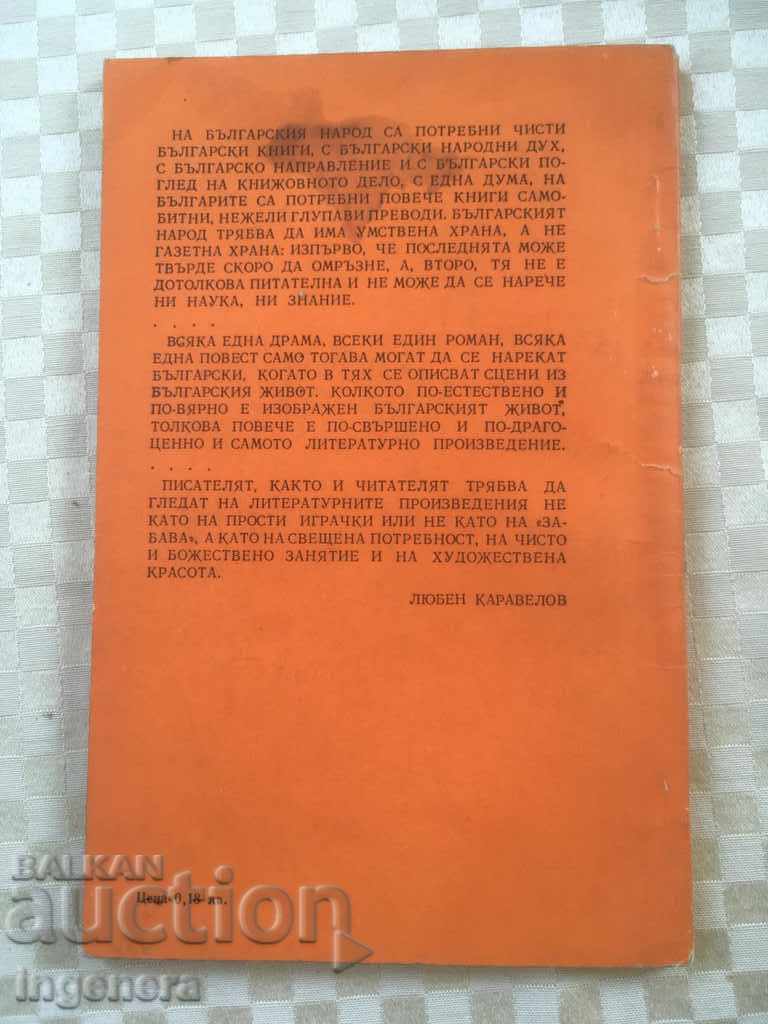 НА БЪЛГАРСКИЯ НАРОД СА ПОТРЕБНИ ЧИСТИ
БЪЛГАРСКИ КНИГИ, С БЪЛГАРСКИ НАРОДНИ ДУХ,
С БЪЛГАРСКО НАПРАВЛЕНИЕ И С БЪЛГАРСКИ ПО-
ГЛЕД НА КНИЖОВНОТО ДЕЛО, С ЕДНА ДУМА, НА
БЪЛГАРИТЕ СА ПОТРЕБНИ ПОВЕЧЕ КНИГИ САМО-
БИТНИ, НЕЖЕЛИ ГЛУПАВИ ПРЕВОДИ. БЪЛГАРСКИЯТ
НАРОД ТРЯБВА ДА ИМА УМСТВЕНА ХРАНА, А НЕ
ГАЗЕТНА ХРАНА: ИЗПЪРВО, ЧЕ ПОСЛЕДНЯТА МОЖЕ
ТВЪРДЕ СКОРО ДА ОМРЪЗНЕ, А, ВТОРО, ТЯ НЕ Е
ДОТОЛКОВА ПИТАТЕЛНА И НЕ МОЖЕ ДА СЕ НАРЕЧЕ
НИ НАУКА, НИ ЗНАНИЕ.
. . . .
ВСЯКА ЕДНА ДРАМА, ВСЕКИ ЕДИН РОМАН, ВСЯКА
ЕДНА ПОВЕСТ САМО ТОГАВА МОГАТ ДА СЕ НАРЕКАТ
БЪЛГАРСКИ, КОГАТО В ТЯХ СЕ ОПИСВАТ СЦЕНИ ИЗ
БЪЛГАРСКИЯ ЖИВОТ. КОЛКОТО ПО-ЕСТЕСТВЕНО И
ПО-ВЯРНО Е ИЗОБРАЖЕН БЪЛГАРСКИЯТ ЖИВОТ,
ТОЛКОВА ПОВЕЧЕ Е ПО-СВЪРШЕНО И ПО-ДРАГО-
ЦЕННО И САМОТО ЛИТЕРАТУРНО ПРОИЗВЕДЕНИЕ.
. . . .
ПИСАТЕЛЯТ, КАКТО И ЧИТАТЕЛЯТ ТРЯБВА ДА
ГЛЕДАТ НА ЛИТЕРАТУРНИТЕ ПРОИЗВЕДЕНИЯ НЕ
КАТО НА ПРОСТИ ИГРАЧКИ ИЛИ НЕ КАТО НА «ЗА-
БАВА», А КАТО НА СВЕЩЕНА ПОТРЕБНОСТ, НА ЧИСТО
И БОЖЕСТВЕНО ЗАНЯТИЕ И НА ХУДОЖЕСТВЕНА
КРАСОТА.
ЛЮБЕН КАРАВЕЛОВ
BALKAN
auction
Цена 0,18 лв.
ingenera